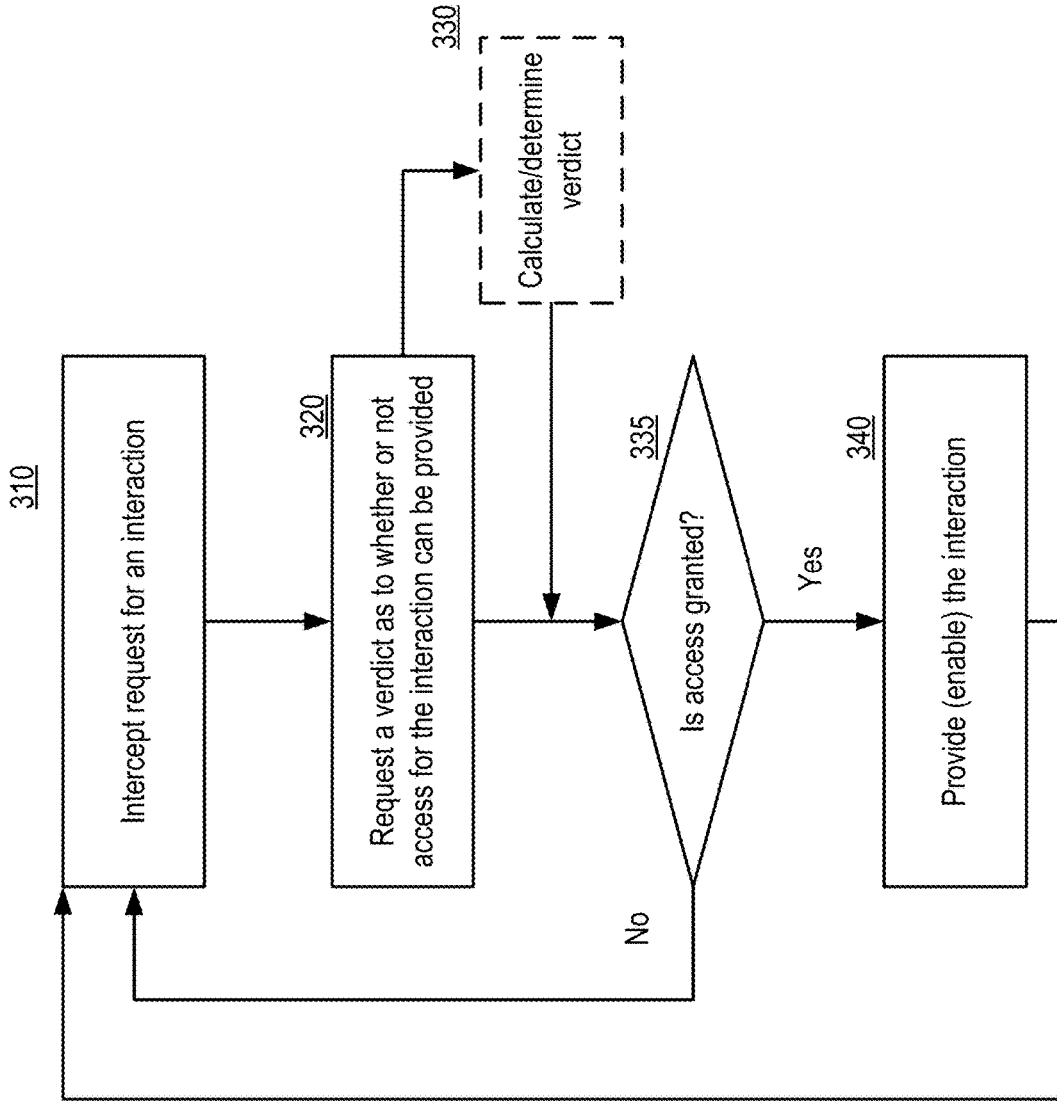 310
Intercept request for an interaction
320
Request a verdict as to whether or not
access for the interaction can be provided
330
Calculate/determine
verdict
335
Is access granted?
No
Yes
340
Provide (enable) the interaction